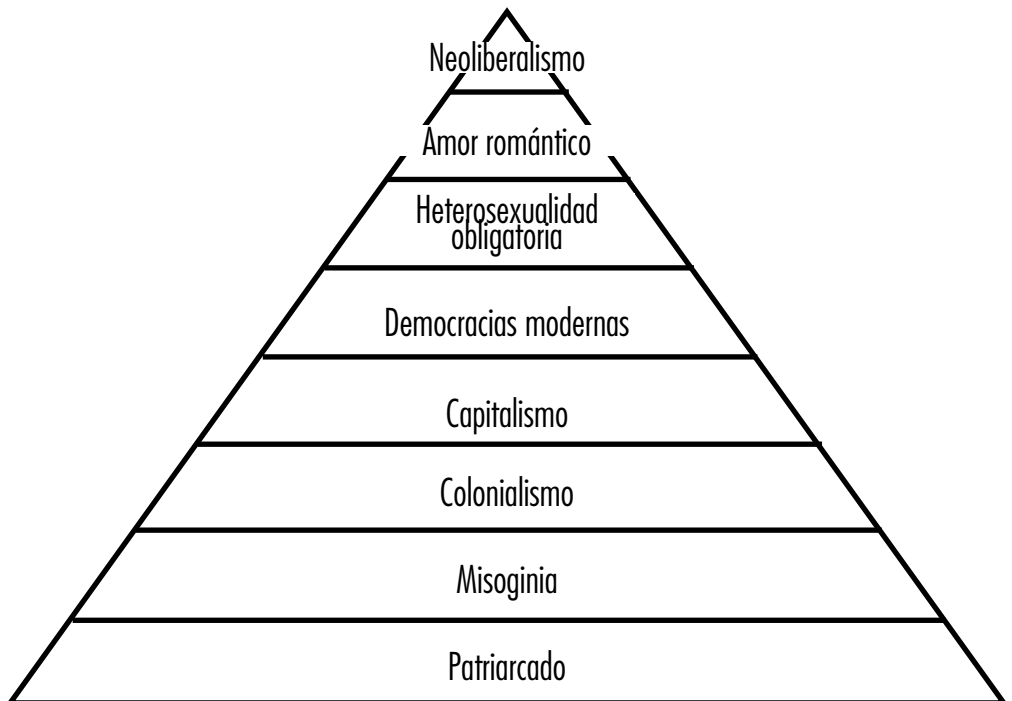 Neoliberalismo
Amor romántico
Heterosexualidad
obligatoria
Democracias modernas
Capitalismo
Colonialismo
Misoginia
Patriarcado